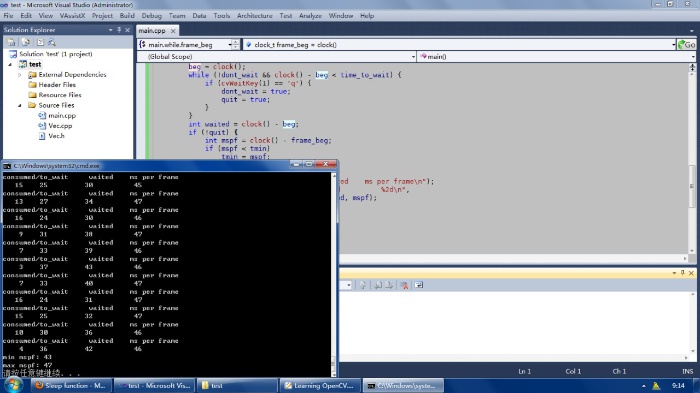 test - Microsoft Visual Studio (Administrator)
File Edit View VAssistX Project Build Debug Team Data Tools Architecture Test Analyze Window Help
Solution Explorer
Solution 'test' (1 project)
test
External Dependencies
Header Files
Resource Files
Source Files
main.cpp
Vec.cpp
Vec.h
main.cpp
main.while.frame_beg
clock_t frame_beg = clock()
Go
(Global Scope)
main()
beg = clock();
while (!dont_wait && clock() - beg < time_to_wait) {
if (cvWaitKey(1) == 'q') {
dont_wait = true;
quit = true;
}
}
int waited = clock() - beg;
if (!quit) {
int mspf = clock() - frame_beg;
if (mspf < tmin)
tmin = mspf;
ed ms per frame\n");
%2d\n",
d, mspf);
C:\Windows\system32\cmd.exe
consumed/to_wait waited ms per frame
15 25 30 45
consumed/to_wait waited ms per frame
13 27 34 47
consumed/to_wait waited ms per frame
16 24 30 46
consumed/to_wait waited ms per frame
9 31 38 47
consumed/to_wait waited ms per frame
7 33 39 46
consumed/to_wait waited ms per frame
3 37 43 46
consumed/to_wait waited ms per frame
7 33 40 47
consumed/to_wait waited ms per frame
16 24 31 47
consumed/to_wait waited ms per frame
15 25 32 47
consumed/to_wait waited ms per frame
10 30 36 46
consumed/to_wait waited ms per frame
4 36 42 46
min mspf: 43
max mspf: 47
请按任意键继续. . .
Ln 1 Col 1 Ch 1 INS
Sleep function - M...
test - Microsoft Vis...
test
Learning OpenCV....
C:\Windows\syste...
9:14